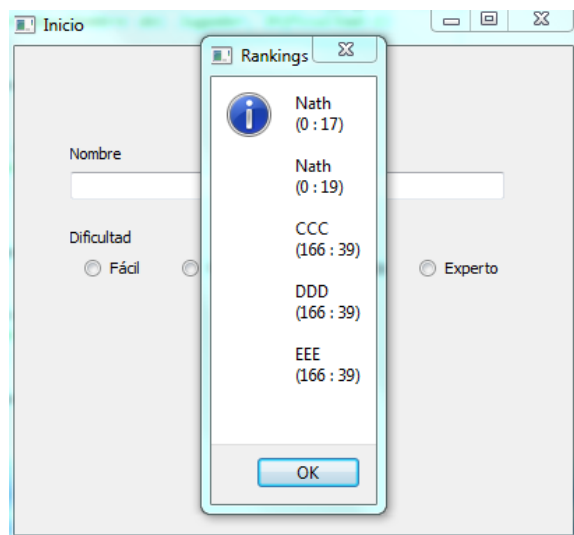 Inicio
Rankings
Nath
(0 : 17)
Nath
(0 : 19)
CCC
(166 : 39)
DDD
(166 : 39)
EEE
(166 : 39)
OK
Nombre
Dificultad
Fácil
Experto